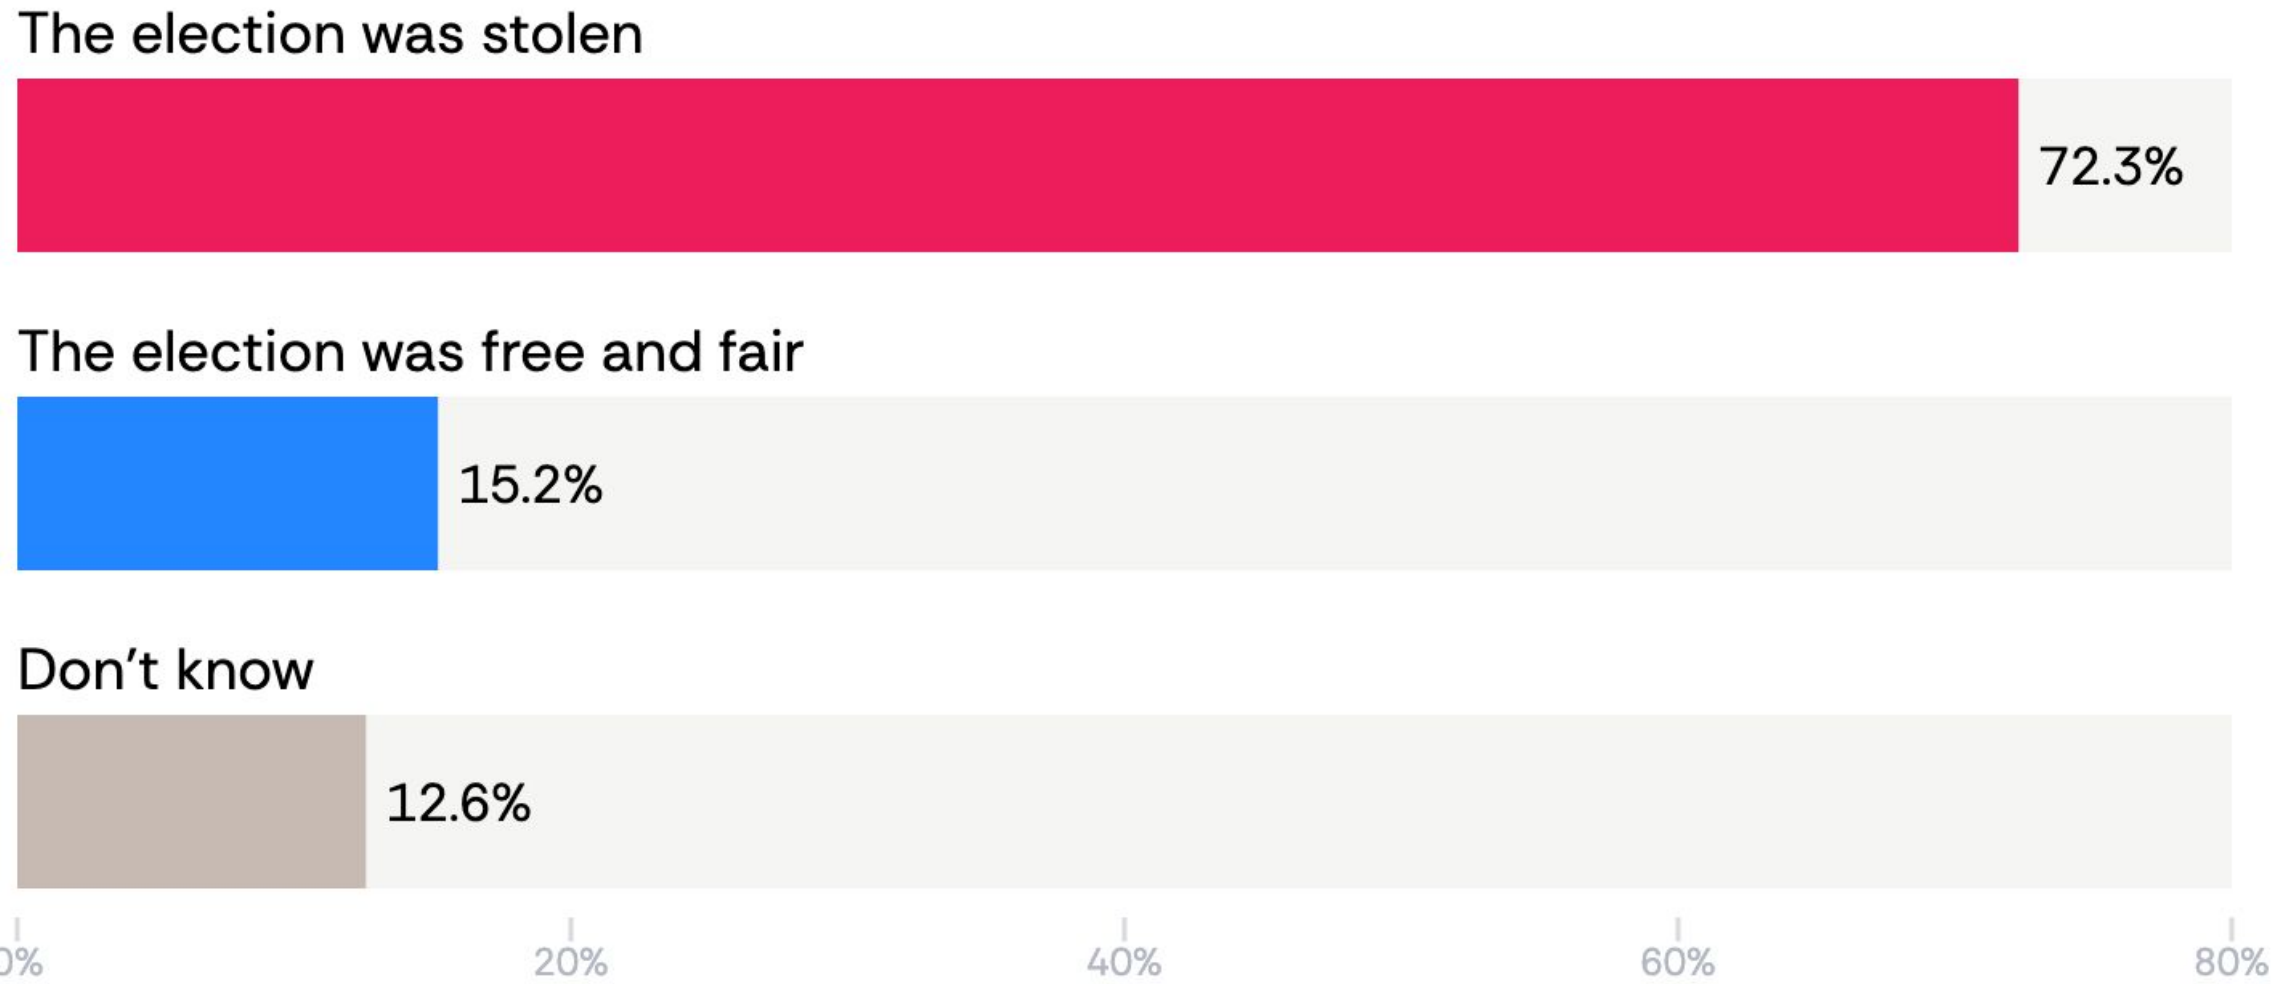 The election was stolen
72.3%
The election was free and fair
15.2%
Don’t know
12.6%
0% 20% 40% 60% 80%